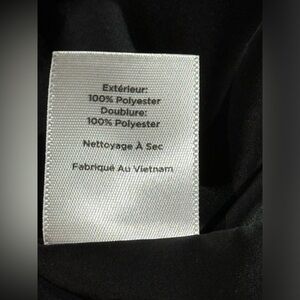 Extérieur:
100% Polyester
Doublure:
100% Polyester
Nettoyage À Sec
Fabriqué Au Vietnam